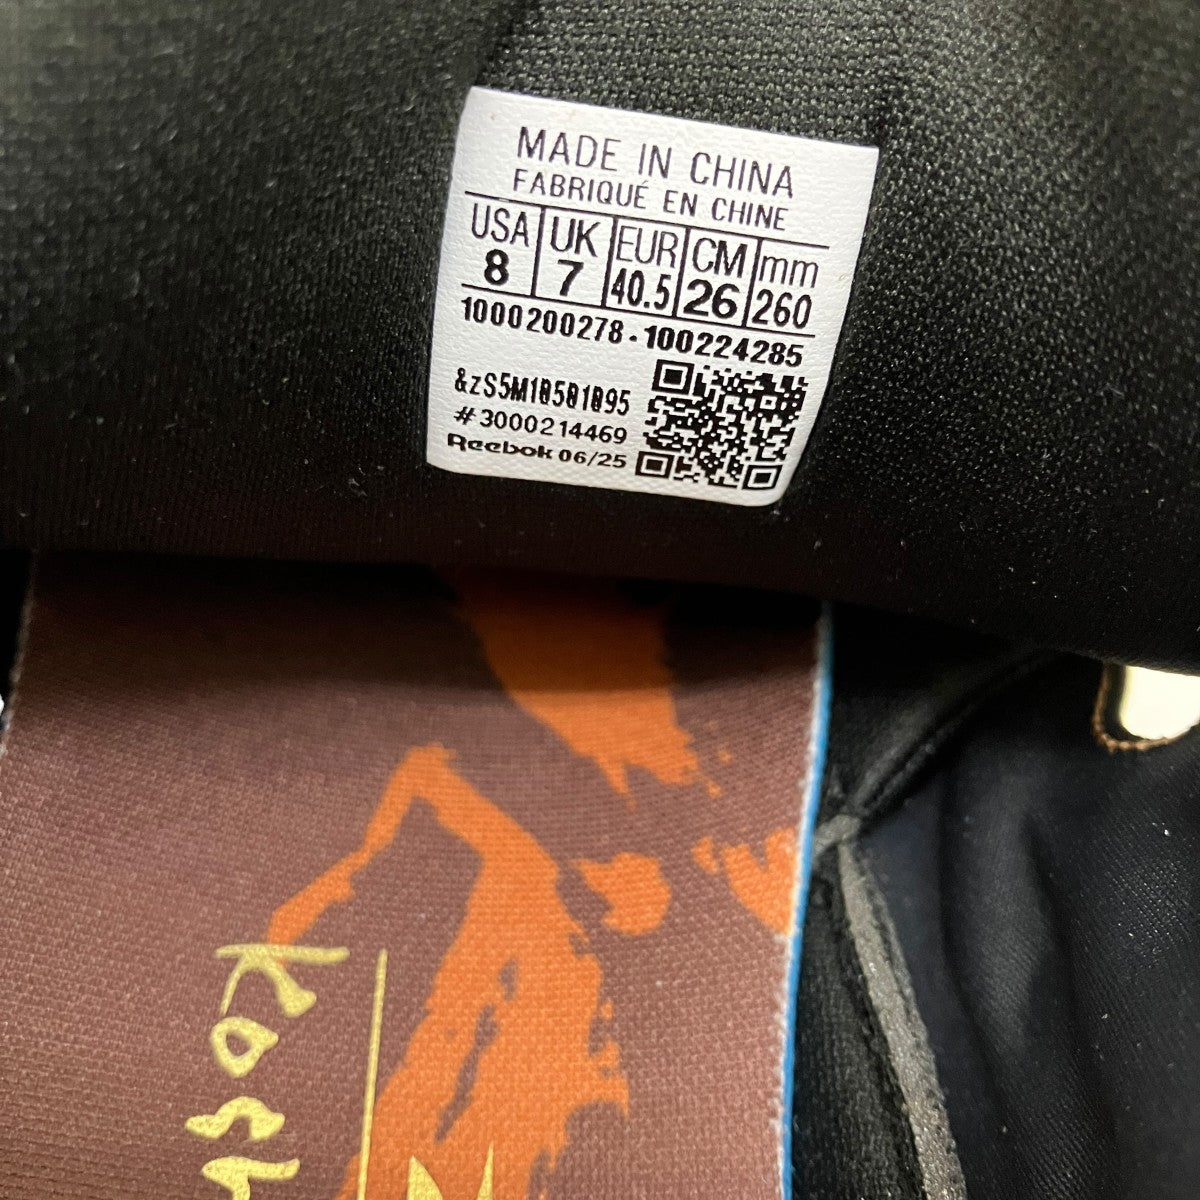 MADE IN CHINA
FABRIQUÉ EN CHINE
USA UK EUR CM mm
8 7 40.5 26 260
1000200278-100224285
&zS5M10501095
#3000214469
Reebok 06/25